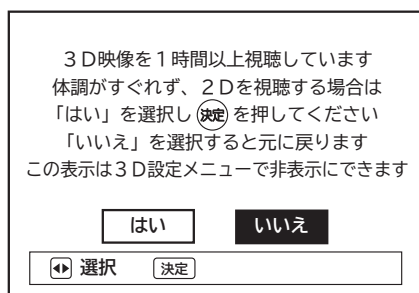 ３Ｄ映像を１時間以上視聴しています
体調がすぐれず、２Ｄを視聴する場合は
「はい」を選択し決定を押してください
「いいえ」を選択すると元に戻ります
この表示は３Ｄ設定メニューで非表示にできます
はい いいえ
選択 決定